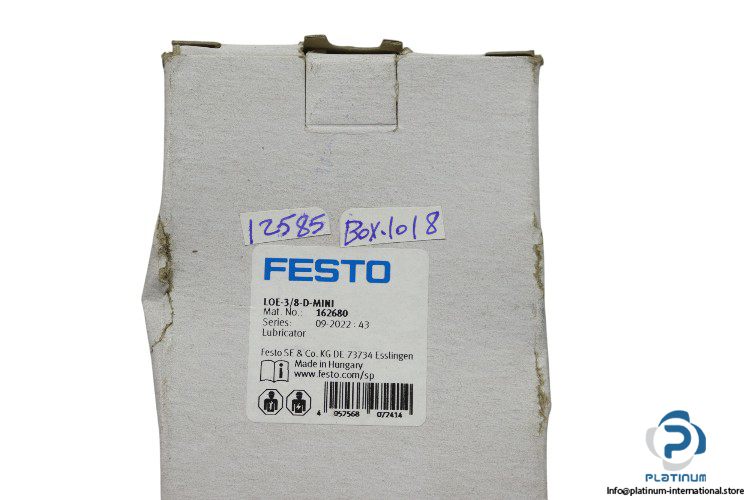 12585 Box.1018
FESTO
LOE-3/8-D-MINI
Mat. No.: 162680
Series: 09-2022 : 43
Lubricator
Festo SE & Co. KG DE 73734 Esslingen
Made in Hungary
www.festo.com/sp
4 057568 077414
PLATINUM
Info@platinum-international.store